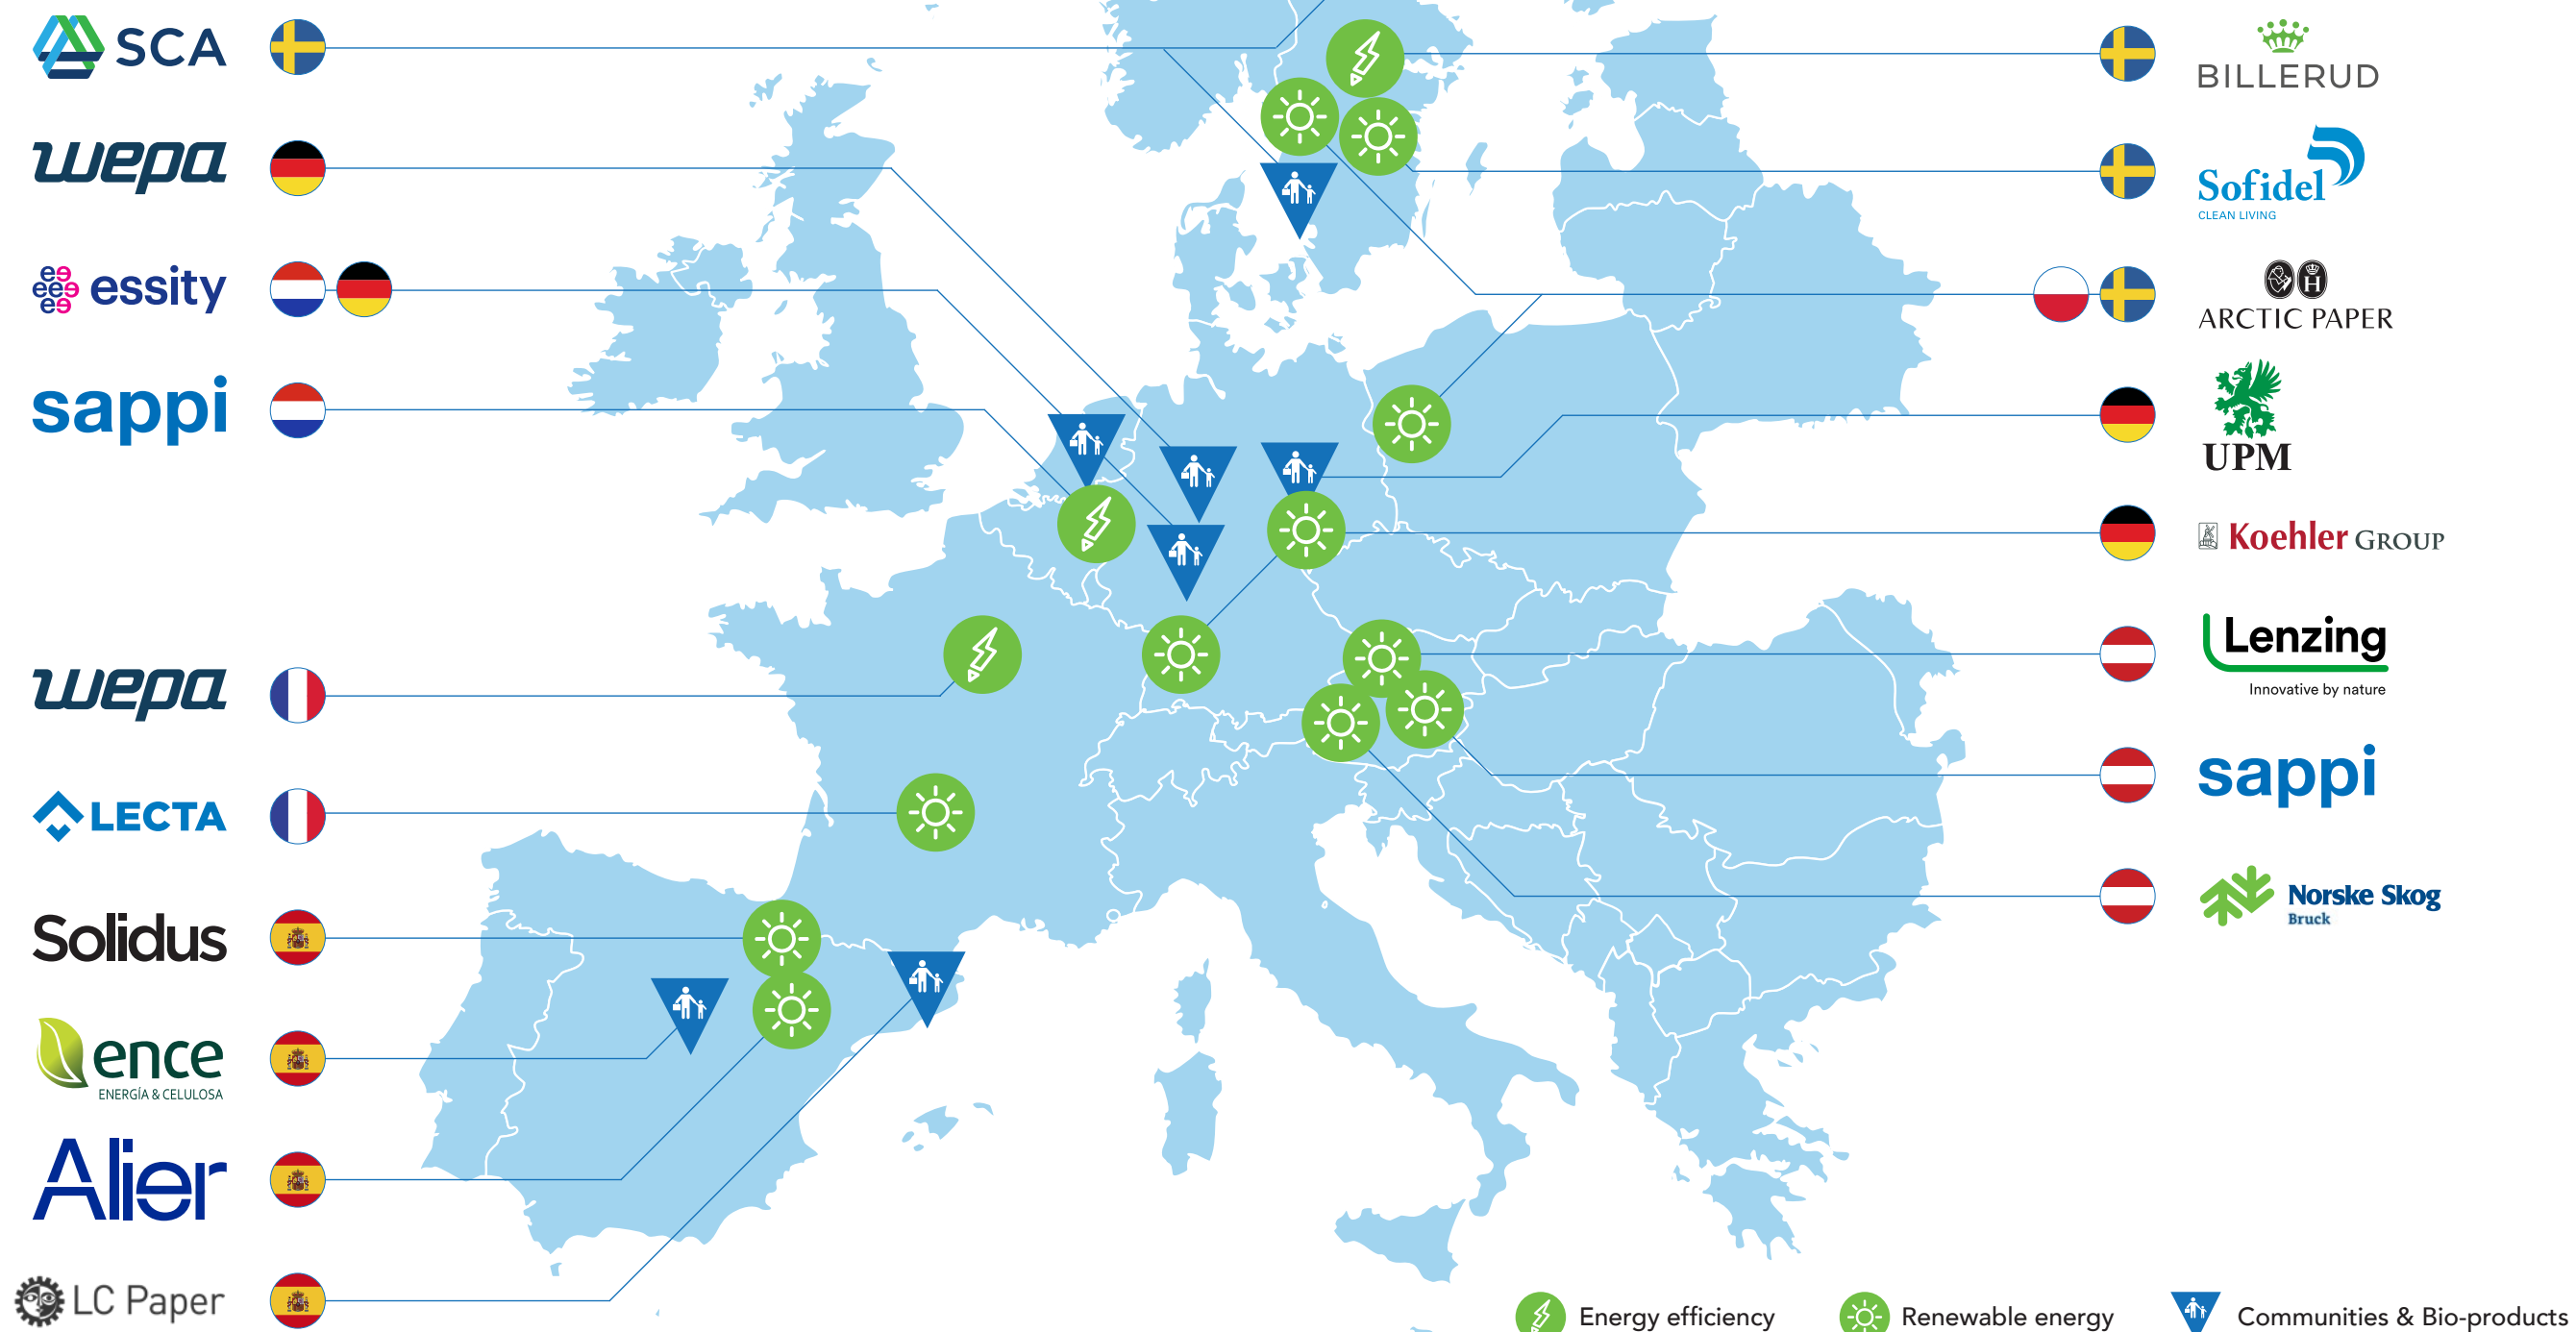 SCA
wepa
essity
sappi
wepa
LECTA
Solidus
ence
ENERGÍA & CELULOSA
Alier
LC Paper
BILLERUD
Sofidel
CLEAN LIVING
H
ARCTIC PAPER
UPM
Koehler GROUP
Lenzing
Innovative by nature
sappi
Norske Skog
Bruck
Energy efficiency
Renewable energy
Communities & Bio-products